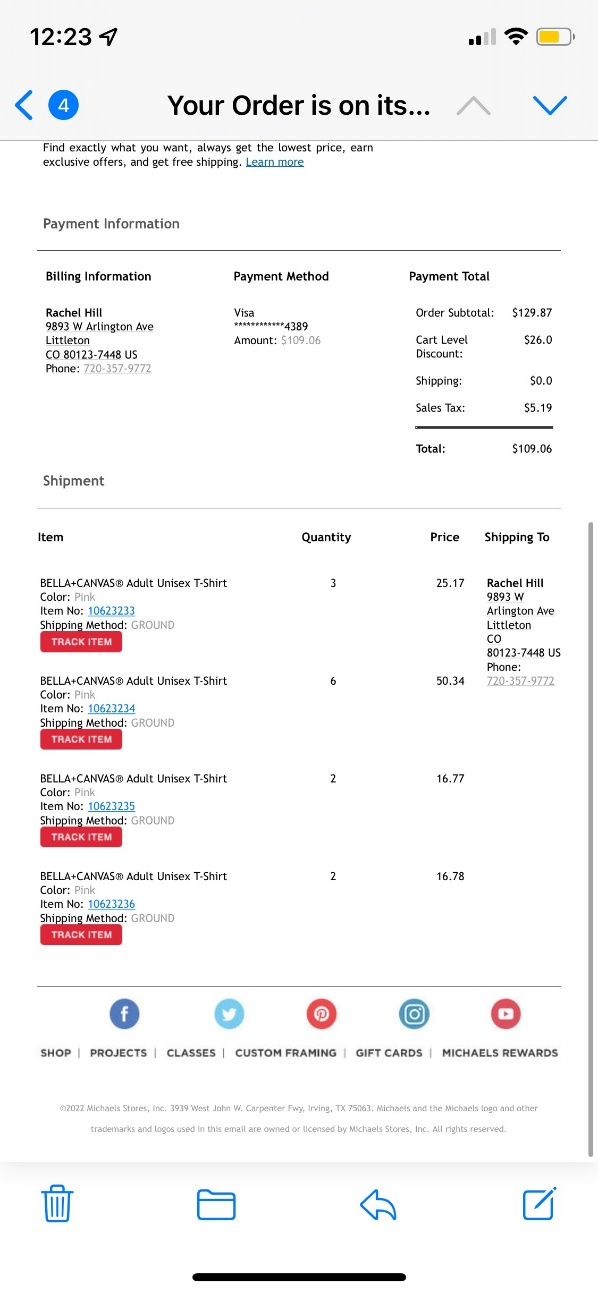 12:23
4
Your Order is on its...
Find exactly what you want, always get the lowest price, earn
exclusive offers, and get free shipping. Learn more
Payment Information
Billing Information
Rachel Hill
9893 W Arlington Ave
Littleton
CO 80123-7448 US
Phone: 720-357-9772
Payment Method
Visa
************4389
Amount: $109.06
Payment Total
Order Subtotal: $129.87
Cart Level $26.0
Discount:
Shipping: $0.0
Sales Tax: $5.19
Total: $109.06
Shipment
Item Quantity Price Shipping To
BELLA+CANVAS® Adult Unisex T-Shirt 3 25.17
Color: Pink
Item No: 10623233
Shipping Method: GROUND
TRACK ITEM
Rachel Hill
9893 W
Arlington Ave
Littleton
CO
80123-7448 US
Phone:
720-357-9772
BELLA+CANVAS® Adult Unisex T-Shirt 6 50.34
Color: Pink
Item No: 10623234
Shipping Method: GROUND
TRACK ITEM
BELLA+CANVAS® Adult Unisex T-Shirt 2 16.77
Color: Pink
Item No: 10623235
Shipping Method: GROUND
TRACK ITEM
BELLA+CANVAS® Adult Unisex T-Shirt 2 16.78
Color: Pink
Item No: 10623236
Shipping Method: GROUND
TRACK ITEM
SHOP | PROJECTS | CLASSES | CUSTOM FRAMING | GIFT CARDS | MICHAELS REWARDS
©2022 Michaels Stores, Inc. 3939 West John W. Carpenter Fwy, Irving, TX 75063. Michaels and the Michaels logo and other
trademarks and logos used in this email are owned or licensed by Michaels Stores, Inc. All rights reserved.